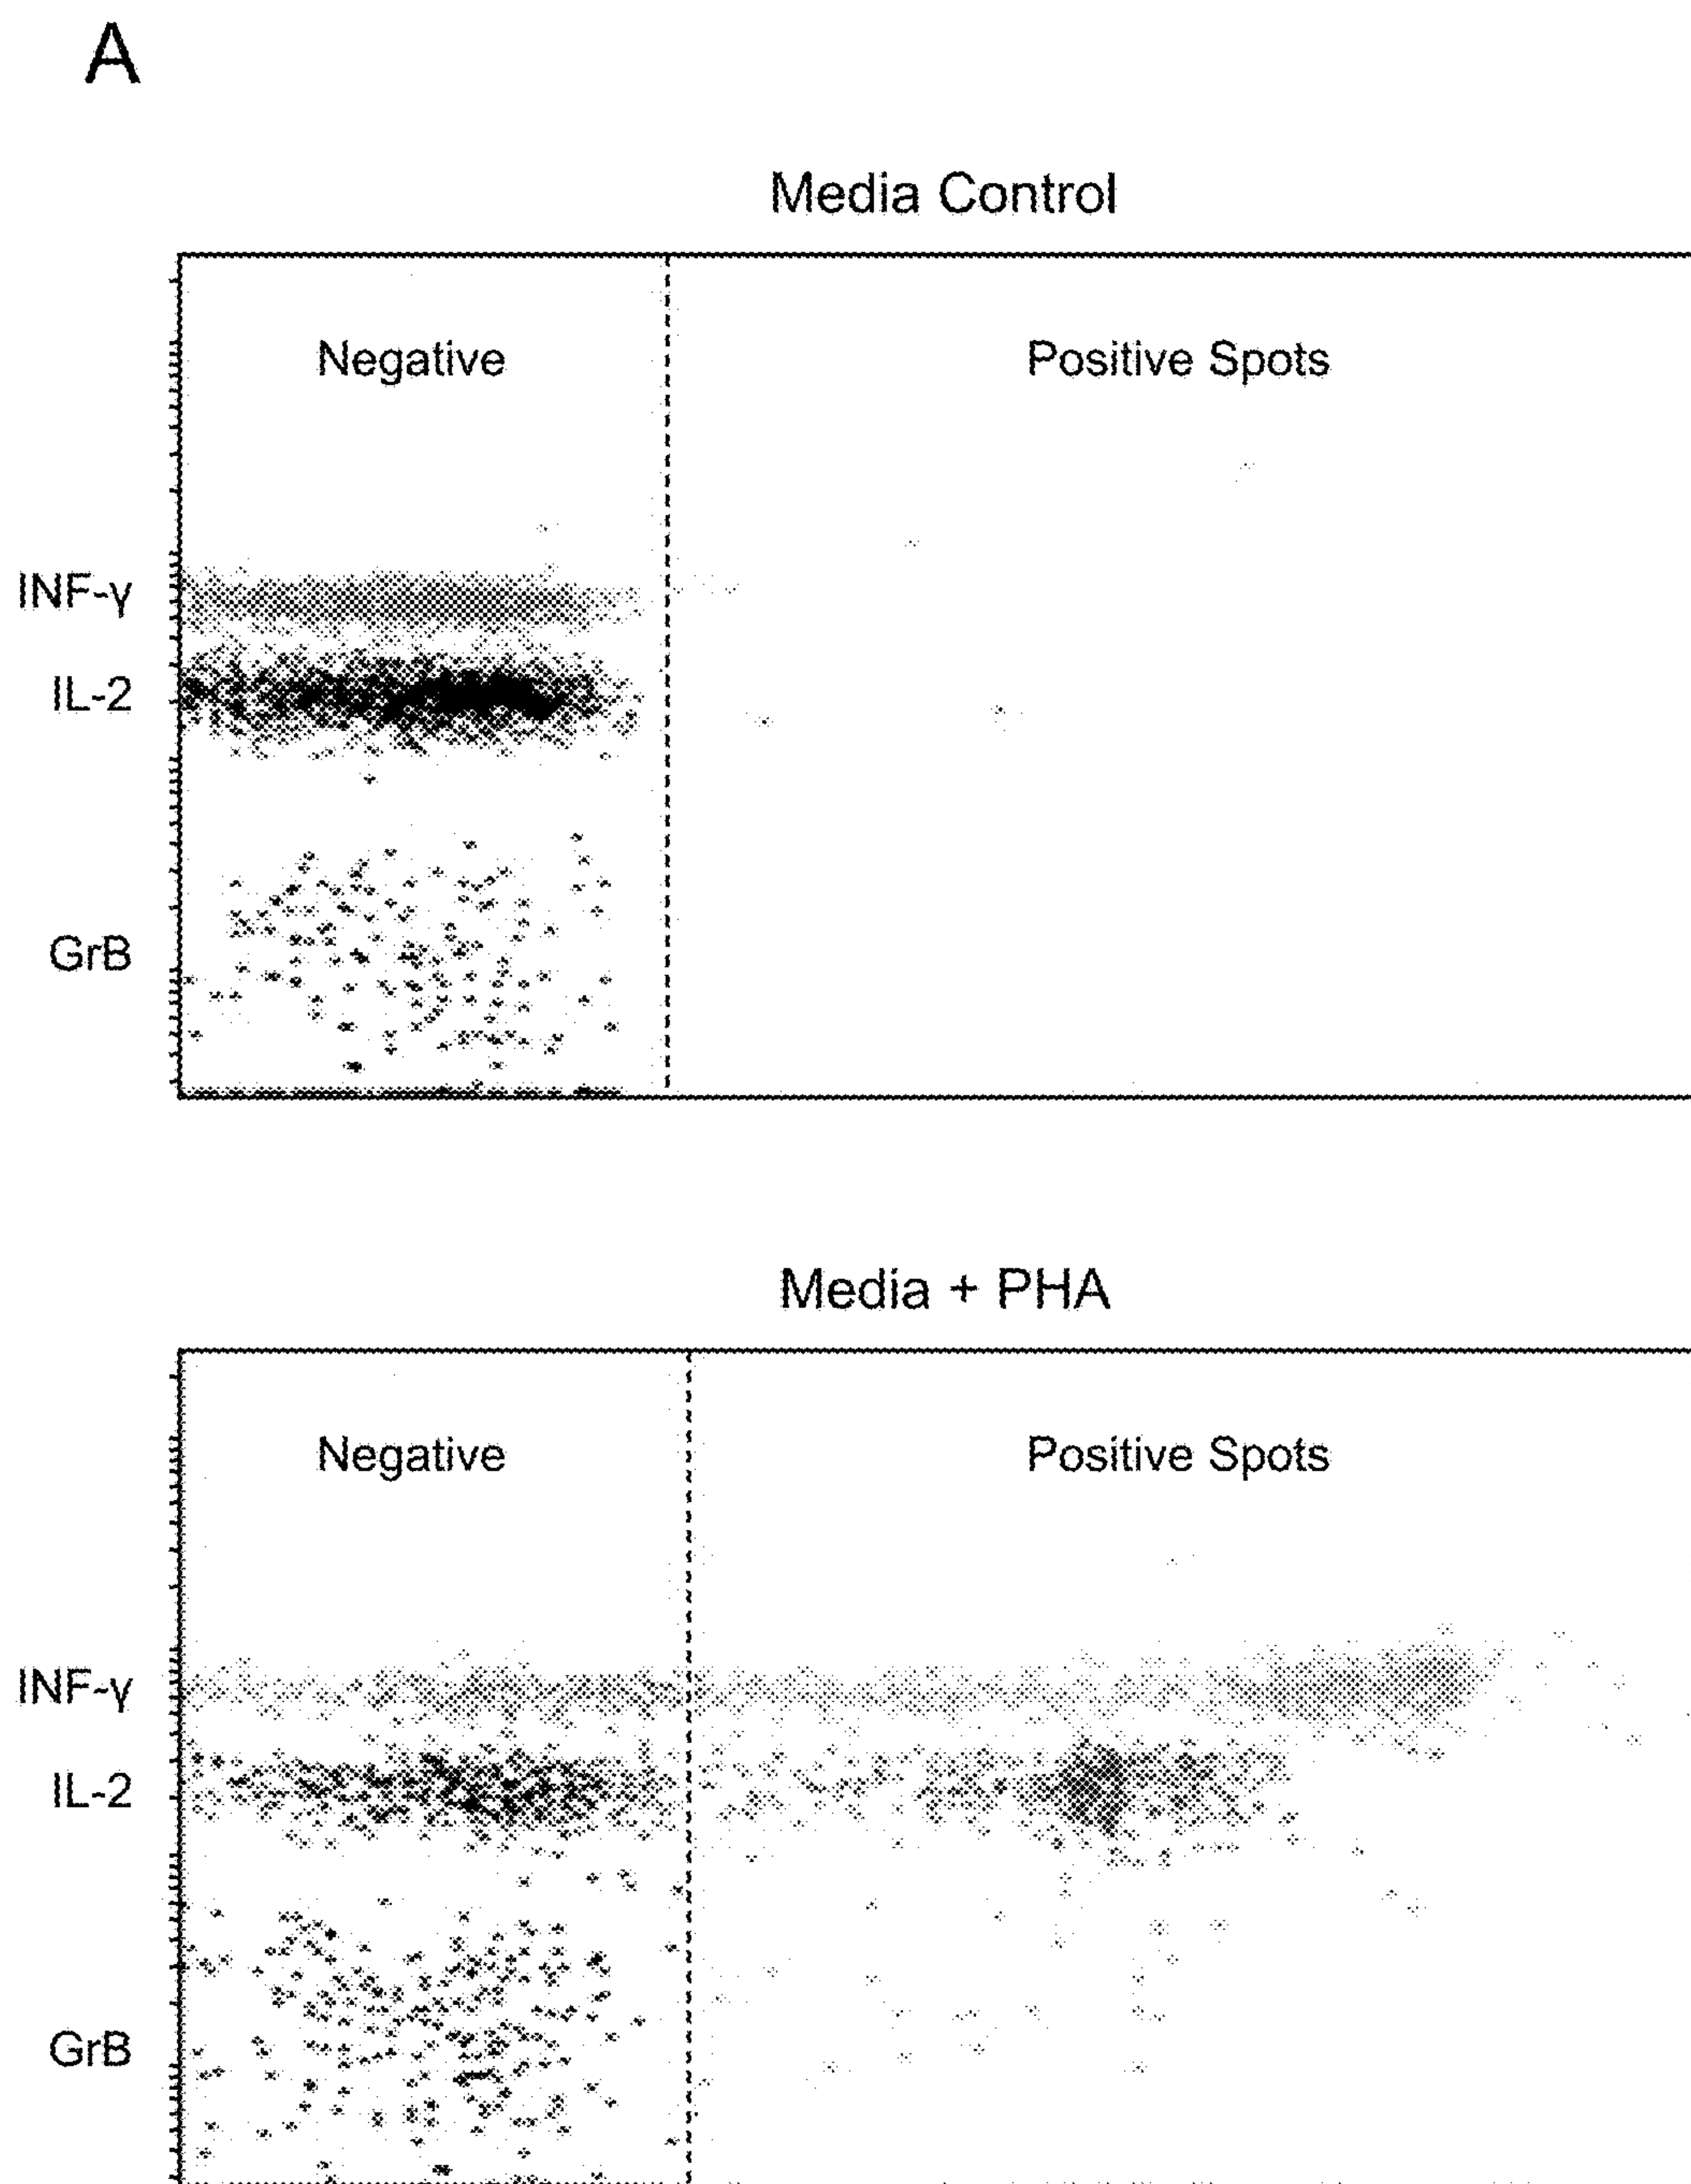 A
Media Control
Negative
Positive Spots
INF-γ
IL-2
GrB
Media + PHA
Negative
Positive Spots
INF-γ
IL-2
GrB